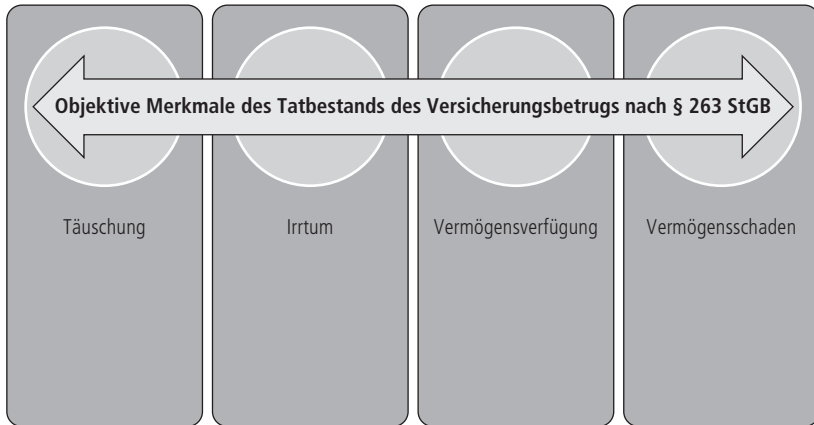 Objektive Merkmale des Tatbestands des Versicherungsbetrugs nach § 263 StGB
Täuschung
Irrtum
Vermögensverfügung
Vermögensschaden